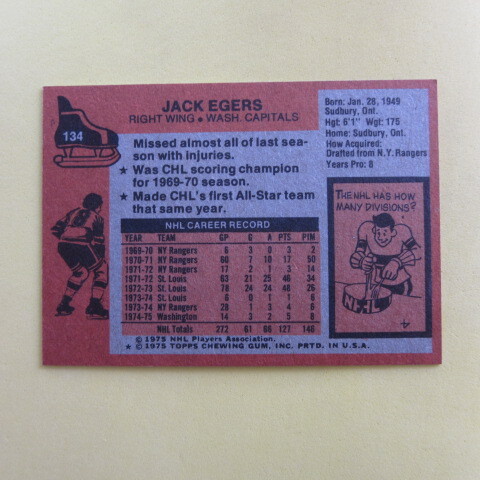 134
JACK EGERS
RIGHT WING • WASH. CAPITALS
Missed almost all of last sea-
son with injuries.
★ Was CHL scoring champion
for 1969-70 season.
★ Made CHL's first All-Star team
that same year.
Born: Jan. 28, 1949
Sudbury, Ont.
Hgt: 6'1" Wgt: 175
Home: Sudbury, Ont.
How Acquired:
Drafted from N.Y. Rangers
Years Pro: 8
THE NHL HAS HOW
MANY DIVISIONS?
NHL
NHL CAREER RECORD
YEAR TEAM GP G A PTS PIM
1969-70 NY Rangers 6 3 0 3 2
1970-71 NY Rangers 60 7 10 17 50
1971-72 NY Rangers 17 2 1 3 14
1971-72 St. Louis 63 21 25 46 34
1972-73 St. Louis 78 24 24 48 26
1973-74 St. Louis 6 0 1 1 6
1973-74 NY Rangers 28 1 3 4 6
1974-75 Washington 14 3 2 5 8
NHL Totals 272 61 66 127 146
© 1975 NHL Players Association.
★ © 1975 TOPPS CHEWING GUM, INC. PRTD. IN U.S.A.